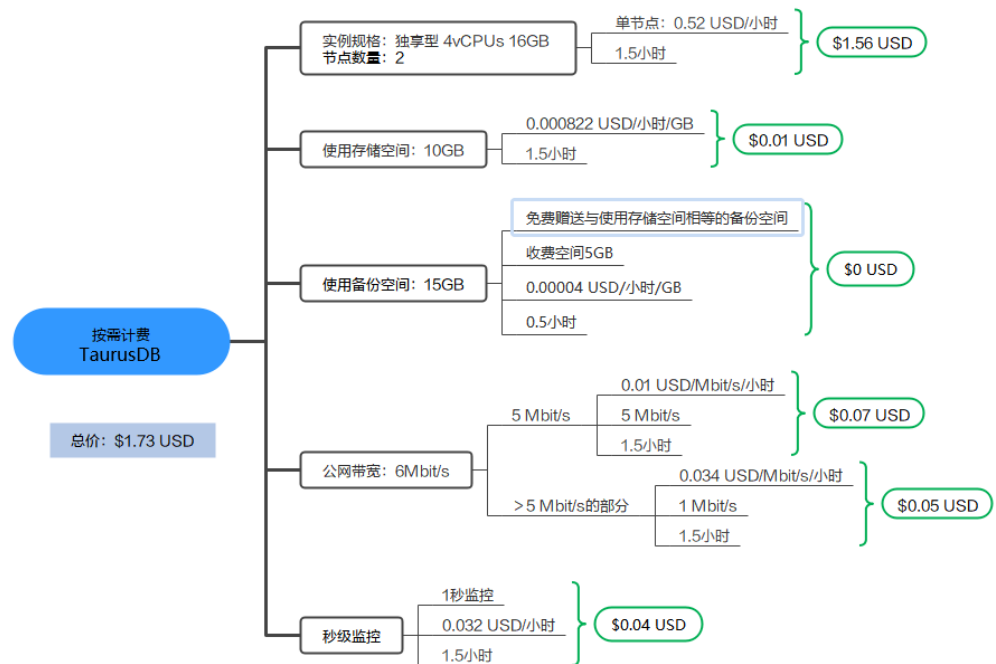 按需计费
TaurusDB
总价：$1.73 USD
实例规格：独享型 4vCPUs 16GB
节点数量：2
单节点：0.52 USD/小时
1.5小时
$1.56 USD
使用存储空间：10GB
0.000822 USD/小时/GB
1.5小时
$0.01 USD
使用备份空间：15GB
免费赠送与使用存储空间相等的备份空间
收费空间5GB
0.00004 USD/小时/GB
0.5小时
$0 USD
公网带宽：6Mbit/s
5 Mbit/s
0.01 USD/Mbit/s/小时
5 Mbit/s
1.5小时
$0.07 USD
＞5 Mbit/s的部分
0.034 USD/Mbit/s/小时
1 Mbit/s
1.5小时
$0.05 USD
秒级监控
1秒监控
0.032 USD/小时
1.5小时
$0.04 USD